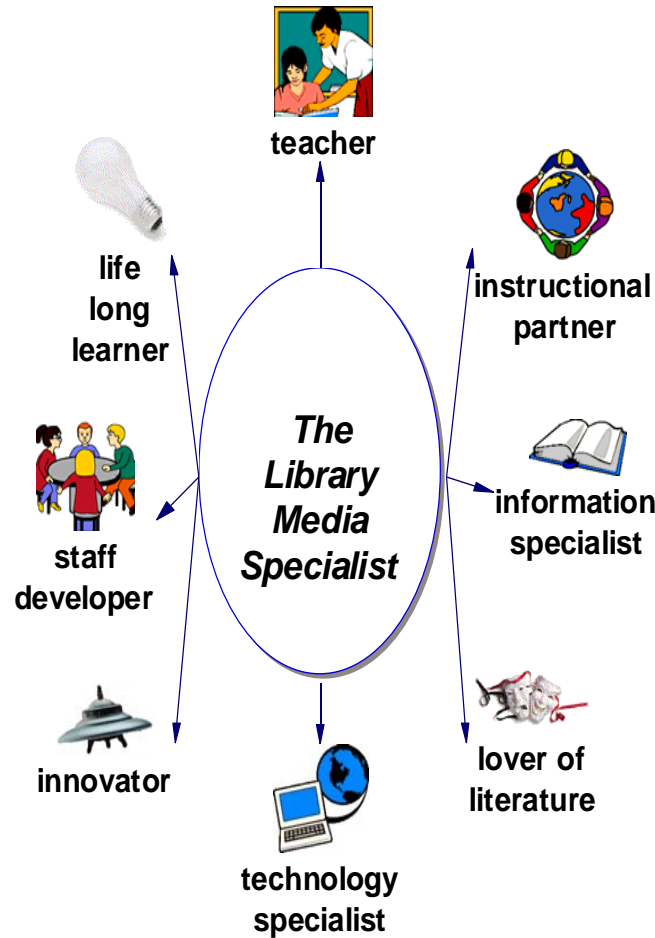 teacher
life
long
learner
instructional
partner
The
Library
Media
Specialist
information
specialist
staff
developer
innovator
lover of
literature
technology
specialist